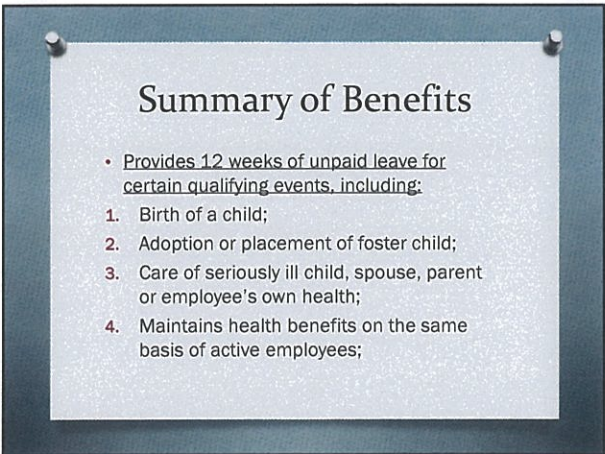 Summary of Benefits
• Provides 12 weeks of unpaid leave for
certain qualifying events, including:
1. Birth of a child;
2. Adoption or placement of foster child;
3. Care of seriously ill child, spouse, parent
or employee's own health;
4. Maintains health benefits on the same
basis of active employees;